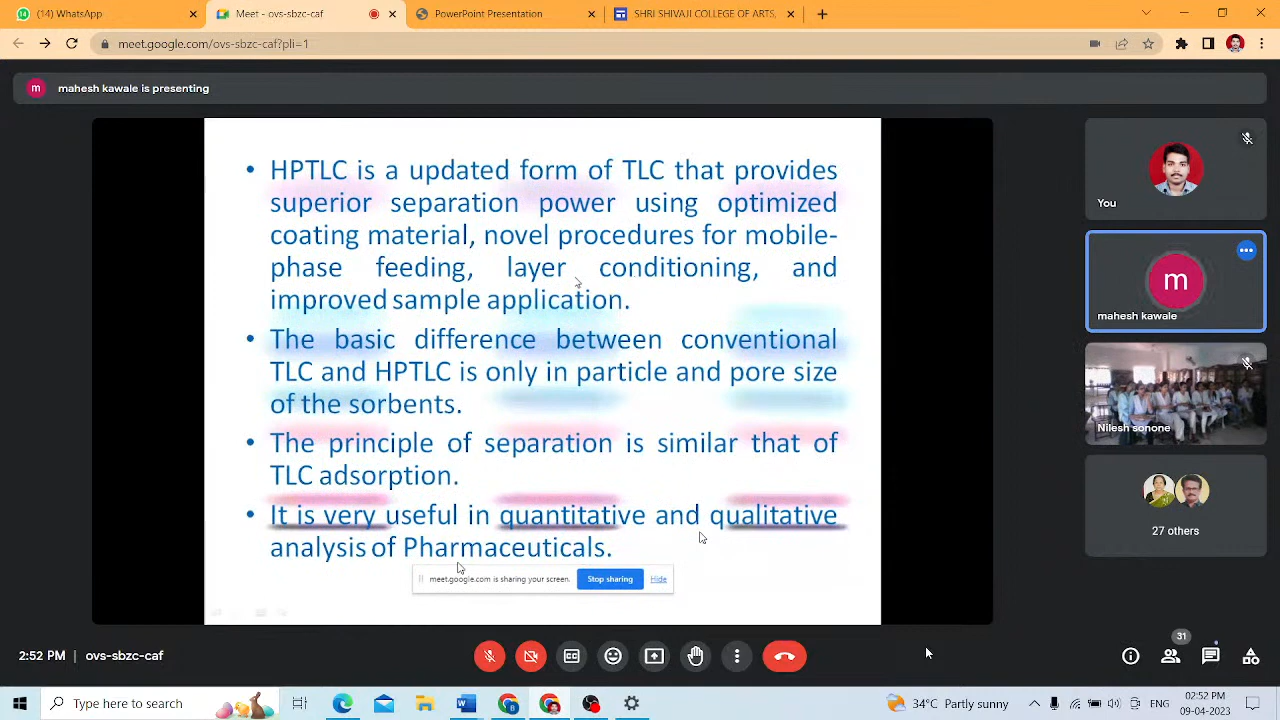 (14) WhatsApp
Meet - ovs-sbzc-caf
PowerPoint Presentation
SHRI SHIVAJI COLLEGE OF ARTS,
meet.google.com/ovs-sbzc-caf?pli=1
m mahesh kawale is presenting
• HPTLC is a updated form of TLC that provides
superior separation power using optimized
coating material, novel procedures for mobile-
phase feeding, layer conditioning, and
improved sample application.
• The basic difference between conventional
TLC and HPTLC is only in particle and pore size
of the sorbents.
• The principle of separation is similar that of
TLC adsorption.
• It is very useful in quantitative and qualitative
analysis of Pharmaceuticals.
meet.google.com is sharing your screen. Stop sharing Hide
You
m
mahesh kawale
Nilesh sonone
27 others
2:52 PM | ovs-sbzc-caf
31
Type here to search
34°C Partly sunny
02:52 PM
09-04-2023